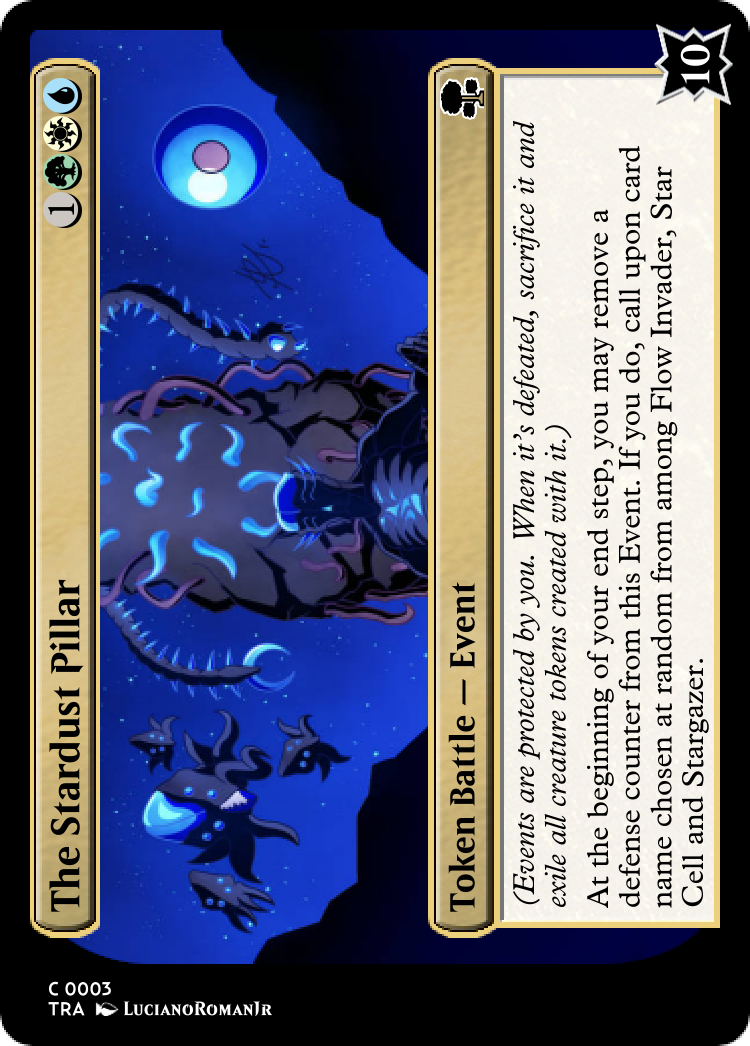 The Stardust Pillar
1
Token Battle — Event
(Events are protected by you. When it's defeated, sacrifice it and
exile all creature tokens created with it.)
At the beginning of your end step, you may remove a
defense counter from this Event. If you do, call upon card
name chosen at random from among Flow Invader, Star
Cell and Stargazer.
10
C 0003
TRA LUCIANOROMANJR